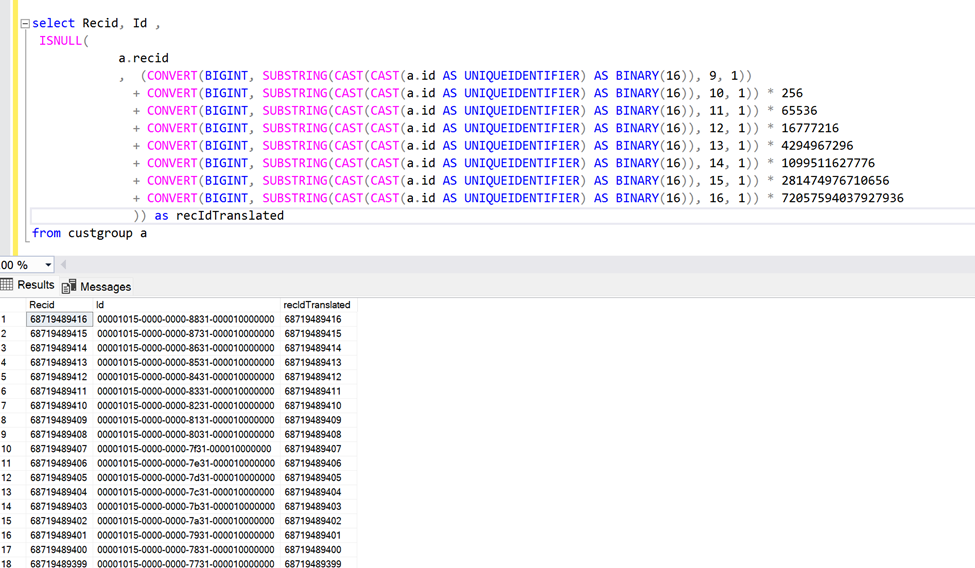 select Recid, Id ,
ISNULL(
a.recid
, (CONVERT(BIGINT, SUBSTRING(CAST(CAST(a.id AS UNIQUEIDENTIFIER) AS BINARY(16)), 9, 1))
+ CONVERT(BIGINT, SUBSTRING(CAST(CAST(a.id AS UNIQUEIDENTIFIER) AS BINARY(16)), 10, 1)) * 256
+ CONVERT(BIGINT, SUBSTRING(CAST(CAST(a.id AS UNIQUEIDENTIFIER) AS BINARY(16)), 11, 1)) * 65536
+ CONVERT(BIGINT, SUBSTRING(CAST(CAST(a.id AS UNIQUEIDENTIFIER) AS BINARY(16)), 12, 1)) * 16777216
+ CONVERT(BIGINT, SUBSTRING(CAST(CAST(a.id AS UNIQUEIDENTIFIER) AS BINARY(16)), 13, 1)) * 4294967296
+ CONVERT(BIGINT, SUBSTRING(CAST(CAST(a.id AS UNIQUEIDENTIFIER) AS BINARY(16)), 14, 1)) * 1099511627776
+ CONVERT(BIGINT, SUBSTRING(CAST(CAST(a.id AS UNIQUEIDENTIFIER) AS BINARY(16)), 15, 1)) * 281474976710656
+ CONVERT(BIGINT, SUBSTRING(CAST(CAST(a.id AS UNIQUEIDENTIFIER) AS BINARY(16)), 16, 1)) * 72057594037927936
)) as recIdTranslated
from custgroup a
00 %
Results Messages
Recid Id recIdTranslated
1 68719489416 00001015-0000-0000-8831-000010000000 68719489416
2 68719489415 00001015-0000-0000-8731-000010000000 68719489415
3 68719489414 00001015-0000-0000-8631-000010000000 68719489414
4 68719489413 00001015-0000-0000-8531-000010000000 68719489413
5 68719489412 00001015-0000-0000-8431-000010000000 68719489412
6 68719489411 00001015-0000-0000-8331-000010000000 68719489411
7 68719489410 00001015-0000-0000-8231-000010000000 68719489410
8 68719489409 00001015-0000-0000-8131-000010000000 68719489409
9 68719489408 00001015-0000-0000-8031-000010000000 68719489408
10 68719489407 00001015-0000-0000-7f31-000010000000 68719489407
11 68719489406 00001015-0000-0000-7e31-000010000000 68719489406
12 68719489405 00001015-0000-0000-7d31-000010000000 68719489405
13 68719489404 00001015-0000-0000-7c31-000010000000 68719489404
14 68719489403 00001015-0000-0000-7b31-000010000000 68719489403
15 68719489402 00001015-0000-0000-7a31-000010000000 68719489402
16 68719489401 00001015-0000-0000-7931-000010000000 68719489401
17 68719489400 00001015-0000-0000-7831-000010000000 68719489400
18 68719489399 00001015-0000-0000-7731-000010000000 68719489399